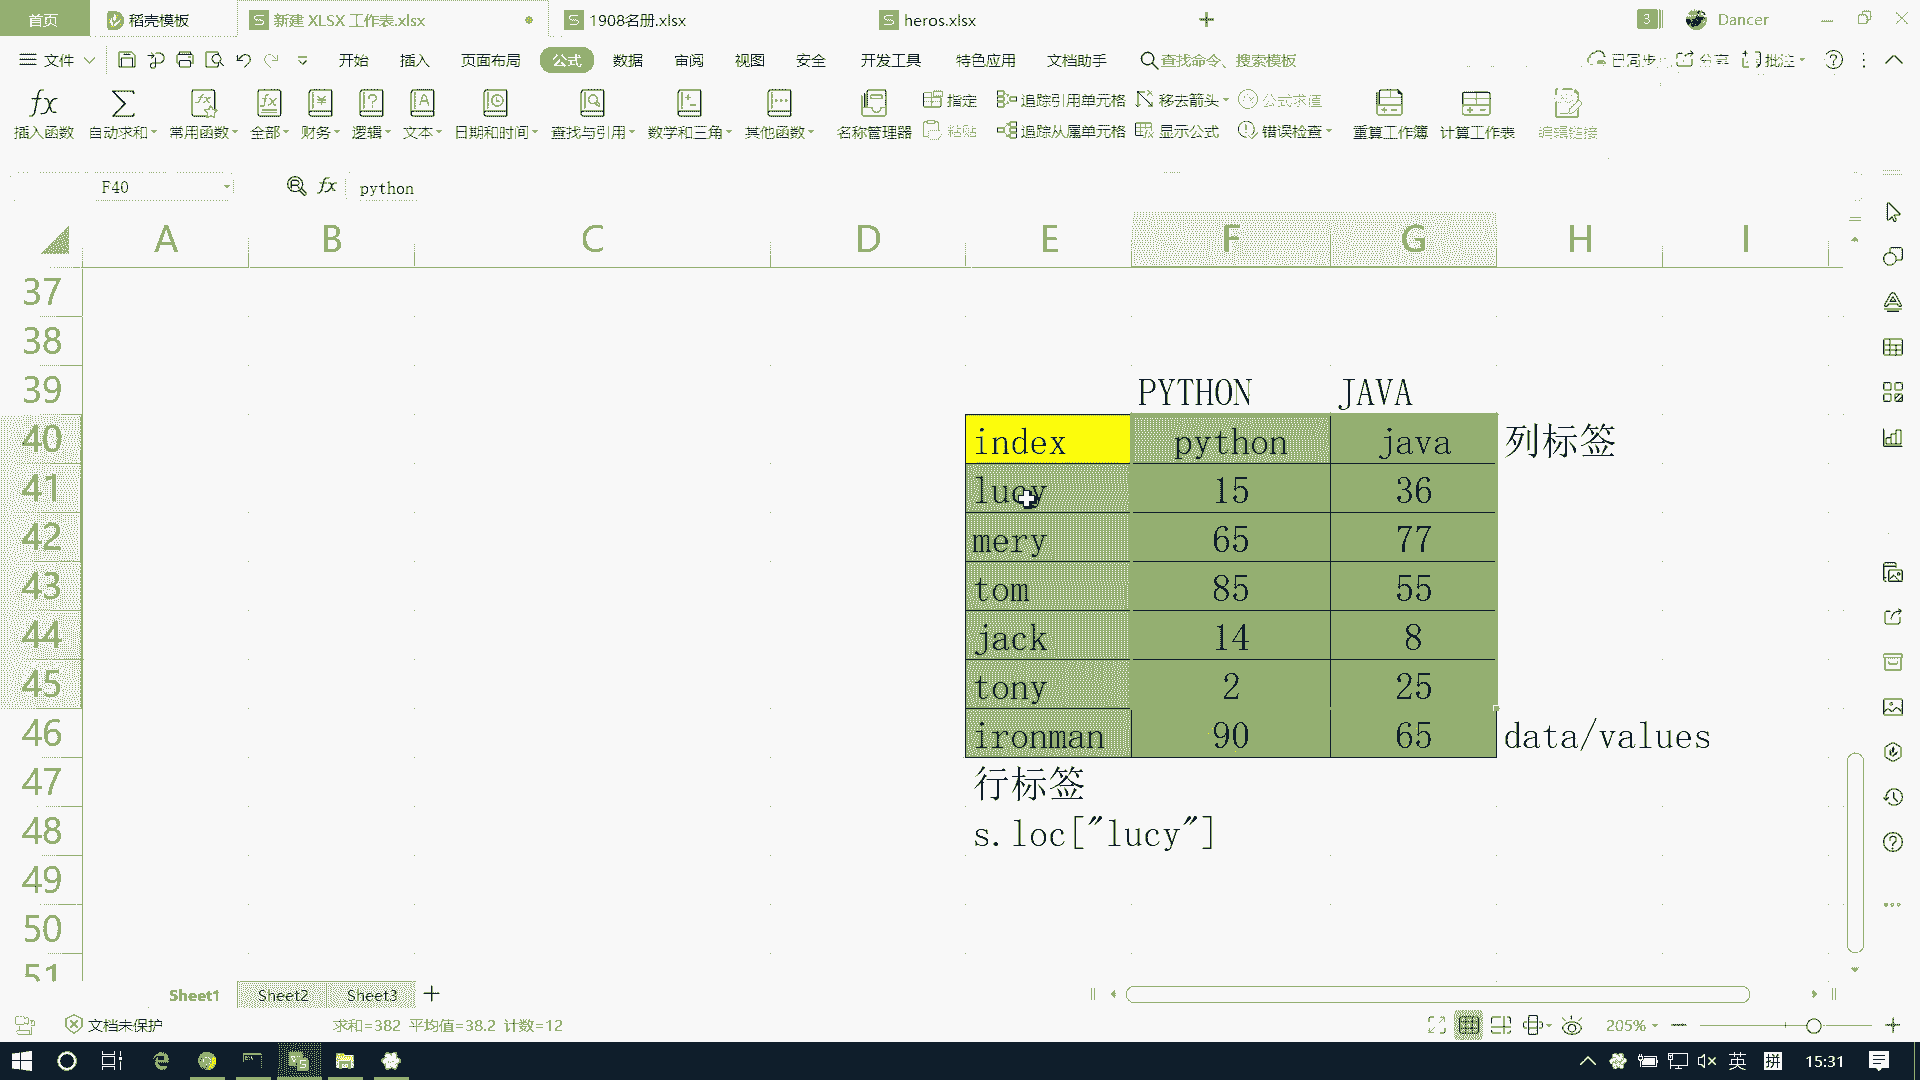 首页 稻壳模板 新建 XLSX 工作表.xlsx 1908名册.xlsx heros.xlsx + 3 Dancer
文件 开始 插入 页面布局 公式 数据 审阅 视图 安全 开发工具 特色应用 文档助手 查找命令、搜索模板 已同步 分享 批注
插入函数 自动求和 常用函数 全部 财务 逻辑 文本 日期和时间 查找与引用 数学和三角 其他函数 名称管理器 指定 粘贴 追踪引用单元格 追踪从属单元格 移去箭头 显示公式 公式求值 错误检查 重算工作簿 计算工作表 编辑链接
F40 fx python
A B C D E F G H I
37
38
39 PYTHON JAVA
40 index python java 列标签
41 lucy 15 36
42 mery 65 77
43 tom 85 55
44 jack 14 8
45 tony 2 25
46 ironman 90 65 data/values
47 行标签
48 s.loc["lucy"]
49
50
51
Sheet1 Sheet2 Sheet3 +
文档未保护 求和=382 平均值=38.2 计数=12 205%
英 拼 15:31